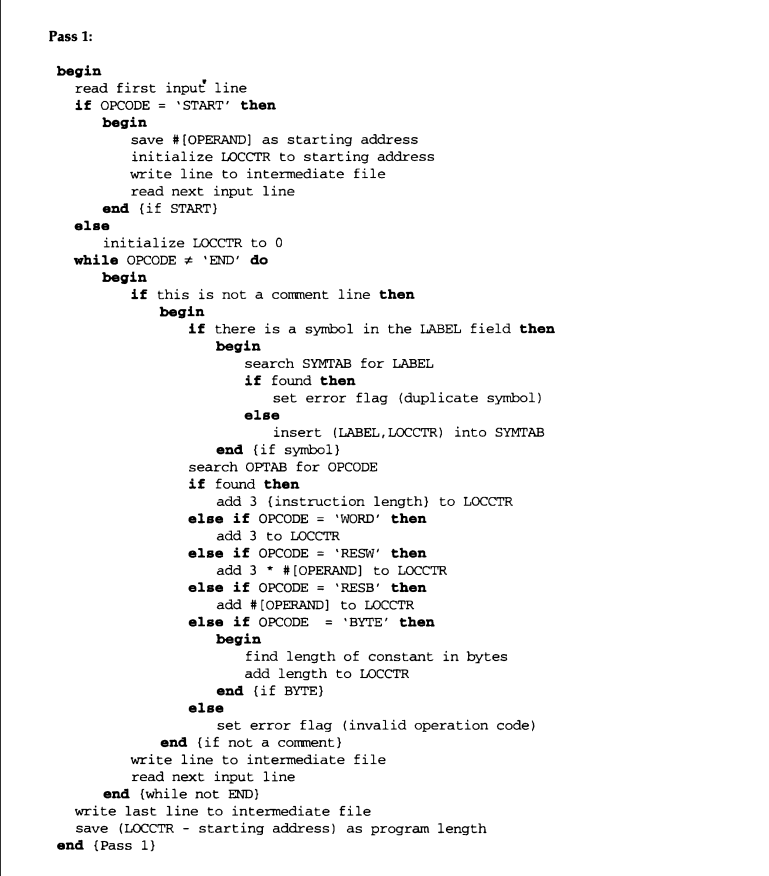 Pass 1:
begin
read first input line
if OPCODE = 'START' then
begin
save #[OPERAND] as starting address
initialize LOCCTR to starting address
write line to intermediate file
read next input line
end {if START}
else
initialize LOCCTR to 0
while OPCODE ≠ 'END' do
begin
if this is not a comment line then
begin
if there is a symbol in the LABEL field then
begin
search SYMTAB for LABEL
if found then
set error flag (duplicate symbol)
else
insert (LABEL,LOCCTR) into SYMTAB
end {if symbol}
search OPTAB for OPCODE
if found then
add 3 {instruction length} to LOCCTR
else if OPCODE = 'WORD' then
add 3 to LOCCTR
else if OPCODE = 'RESW' then
add 3 * #[OPERAND] to LOCCTR
else if OPCODE = 'RESB' then
add #[OPERAND] to LOCCTR
else if OPCODE = 'BYTE' then
begin
find length of constant in bytes
add length to LOCCTR
end {if BYTE}
else
set error flag (invalid operation code)
end {if not a comment}
write line to intermediate file
read next input line
end {while not END}
write last line to intermediate file
save (LOCCTR - starting address) as program length
end {Pass 1}